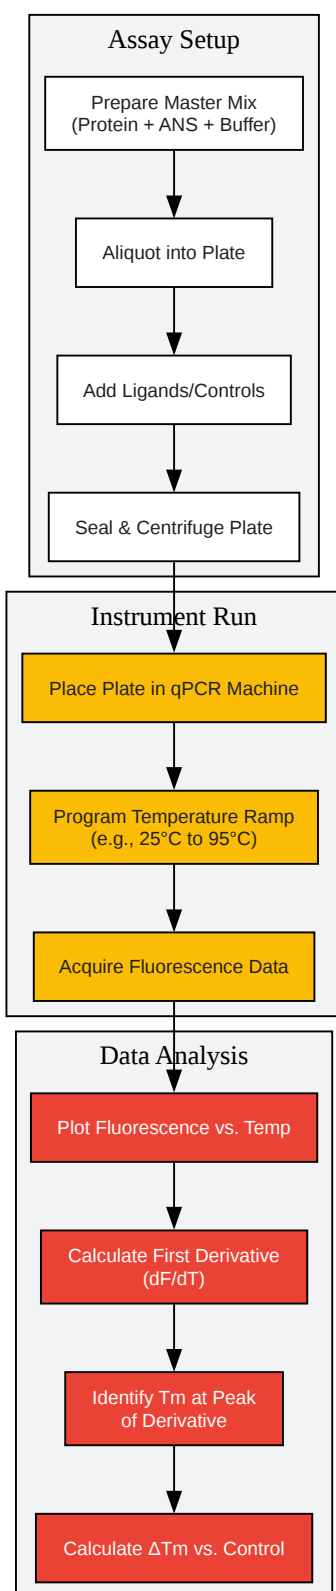 Assay Setup
Prepare Master Mix
(Protein + ANS + Buffer)
Aliquot into Plate
Add Ligands/Controls
Seal & Centrifuge Plate
Instrument Run
Place Plate in qPCR Machine
Program Temperature Ramp
(e.g., 25°C to 95°C)
Acquire Fluorescence Data
Data Analysis
Plot Fluorescence vs. Temp
Calculate First Derivative
(dF/dT)
Identify Tm at Peak
of Derivative
Calculate ΔTm vs. Control